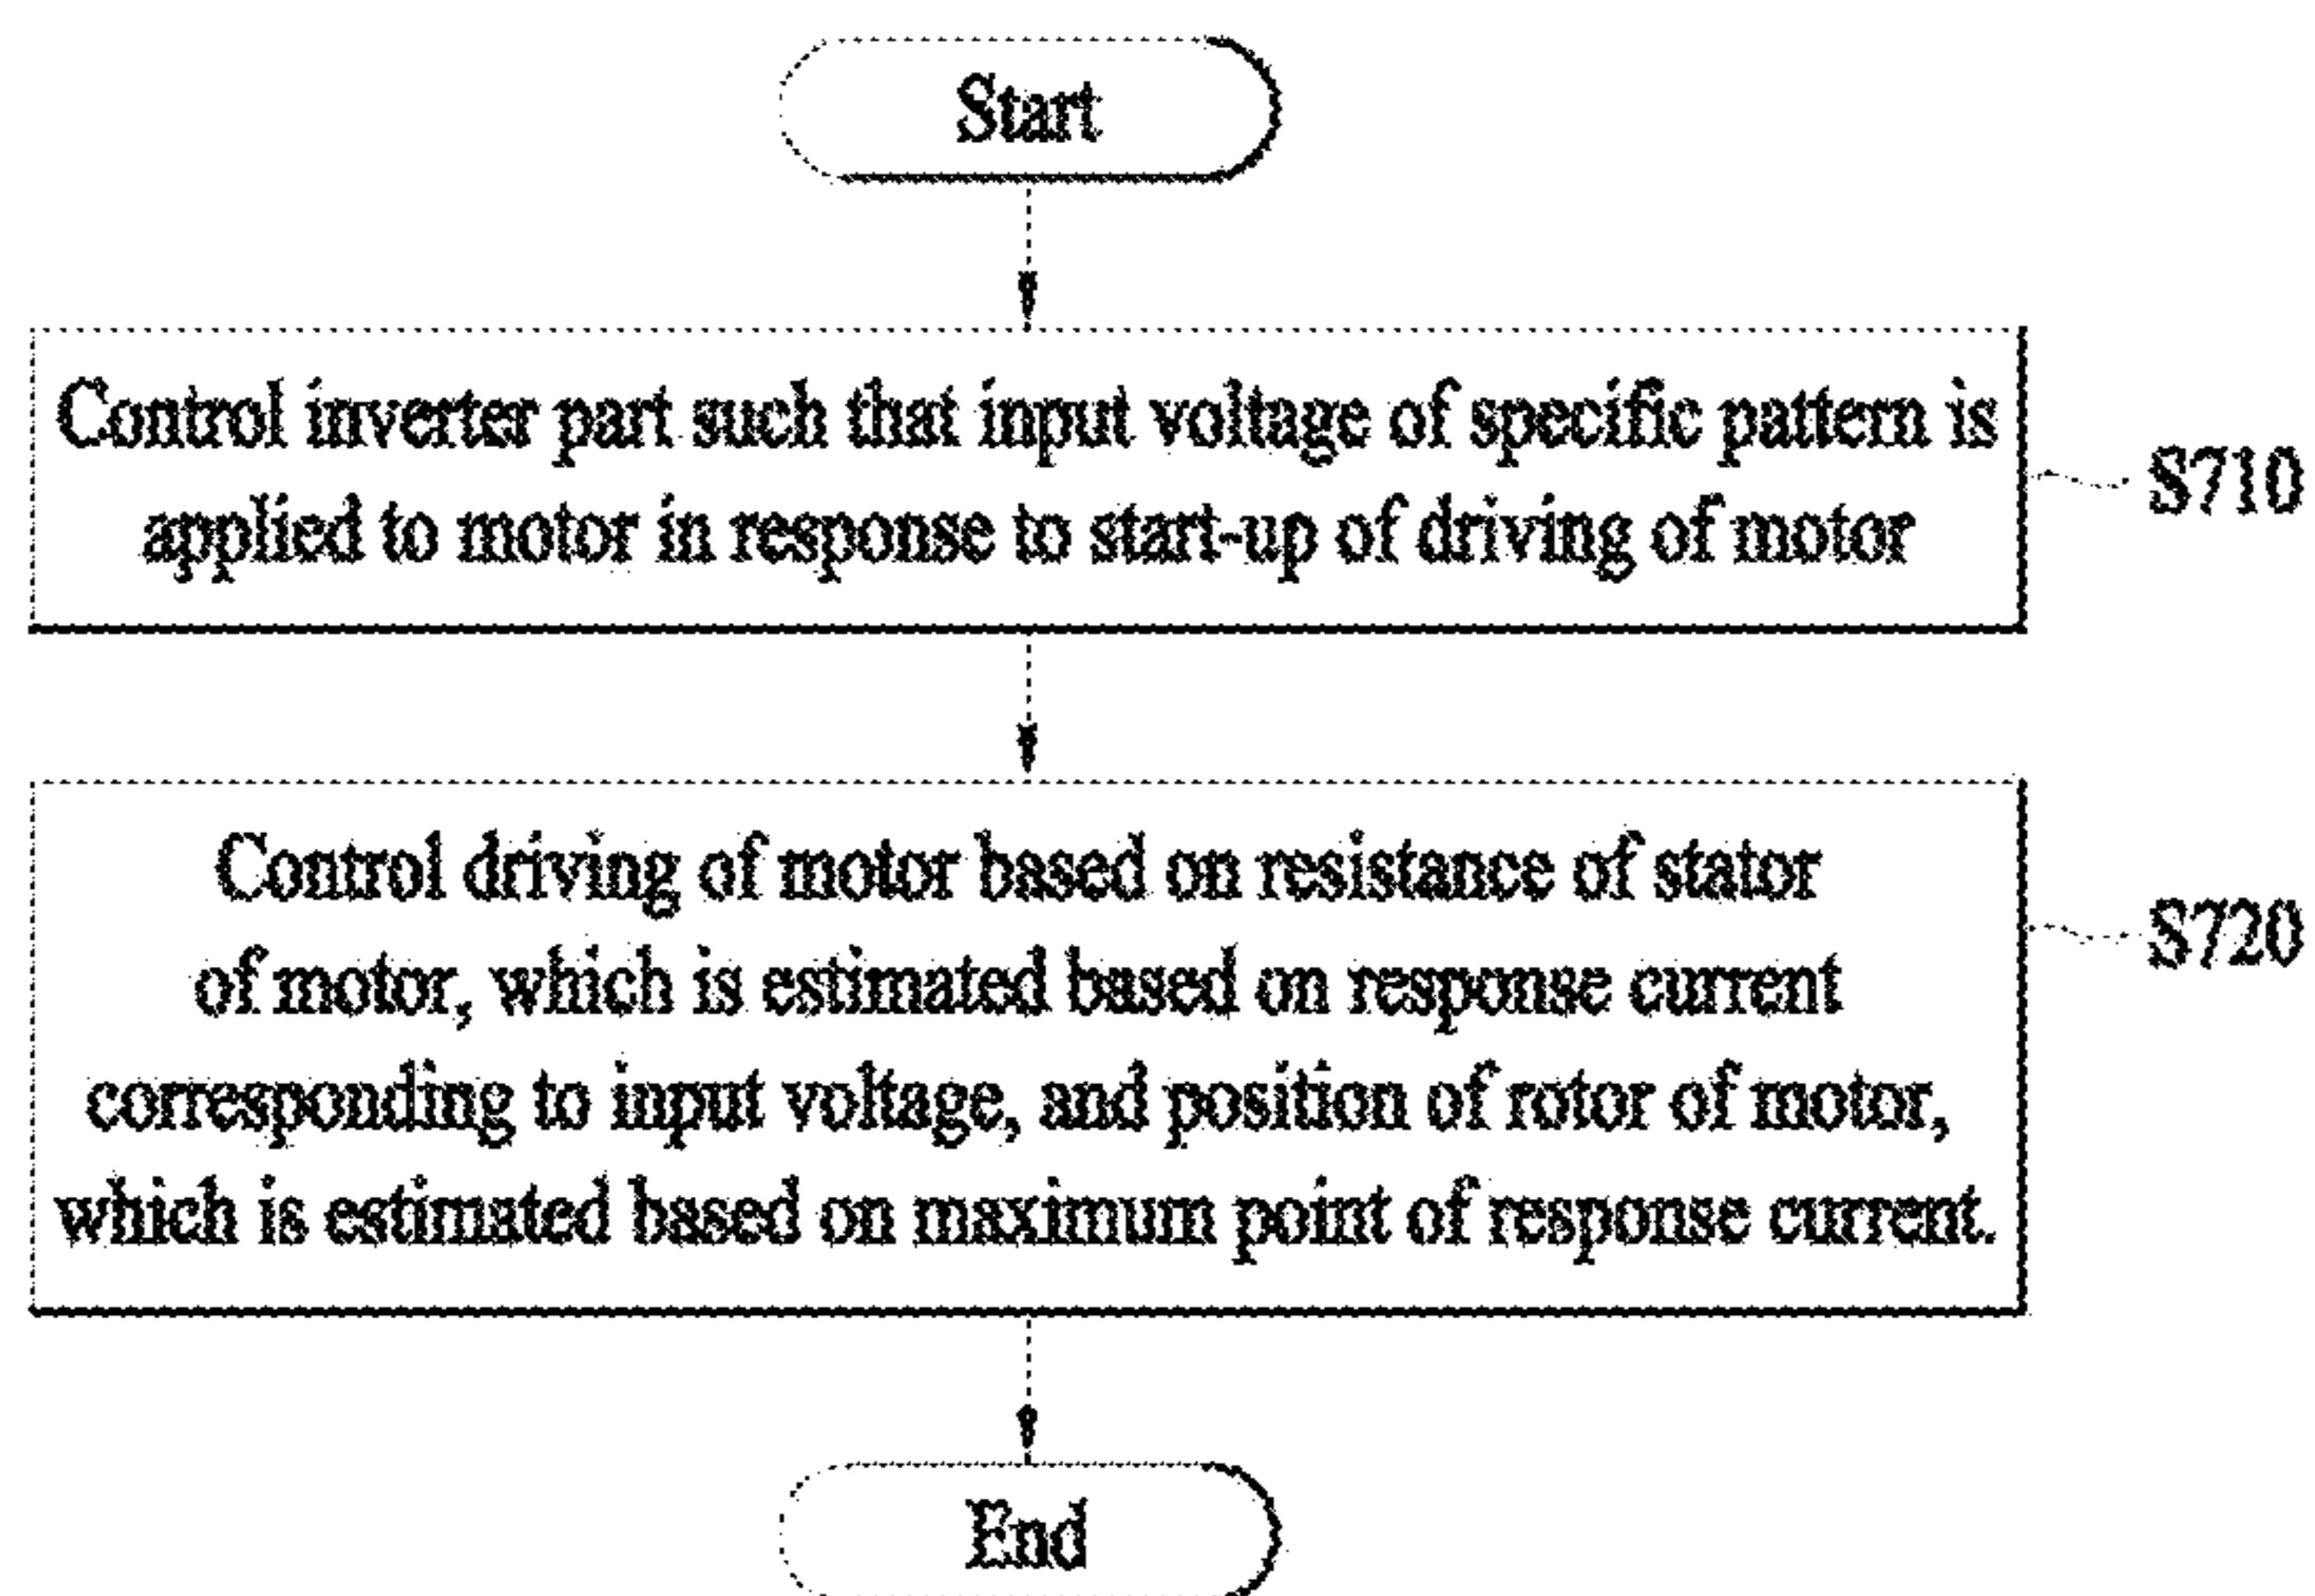 Start
Control inverter part such that input voltage of specific pattern is
applied to motor in response to start-up of driving of motor
S710
Control driving of motor based on resistance of stator
of motor, which is estimated based on response current
corresponding to input voltage, and position of rotor of motor,
which is estimated based on maximum point of response current.
S720
End